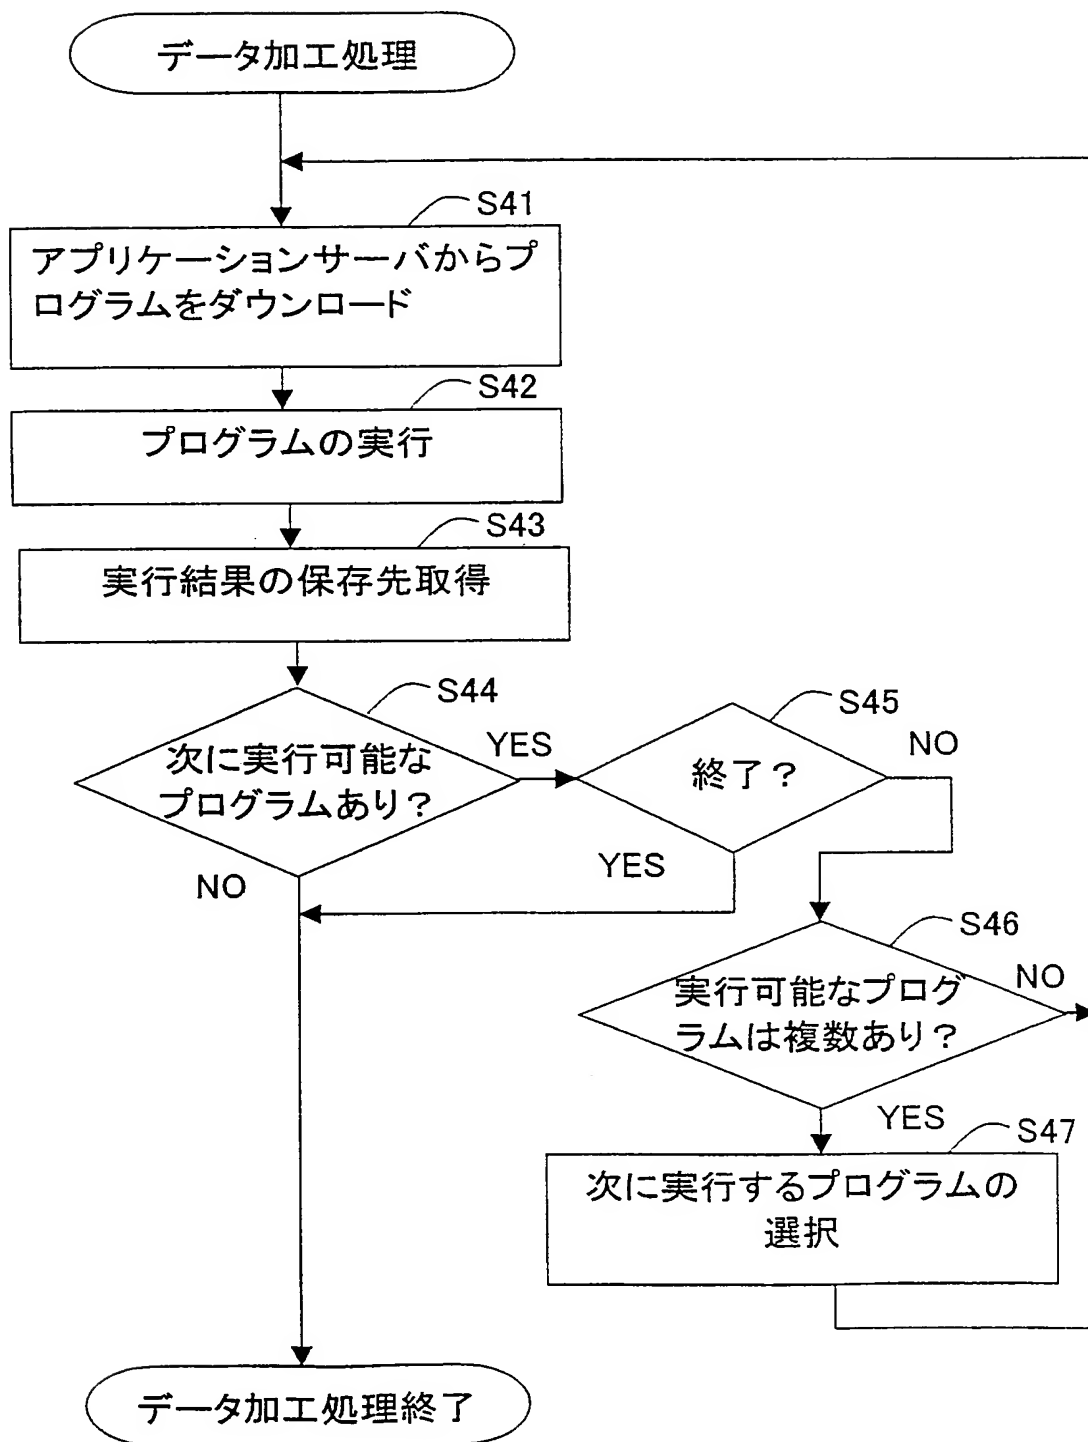 データ加工処理
S41
アプリケーションサーバからプ
ログラムをダウンロード
S42
プログラムの実行
S43
実行結果の保存先取得
S44
次に実行可能な
プログラムあり?
YES
NO
S45
終了?
NO
YES
S46
実行可能なプログ
ラムは複数あり?
NO
YES
S47
次に実行するプログラムの
選択
データ加工処理終了